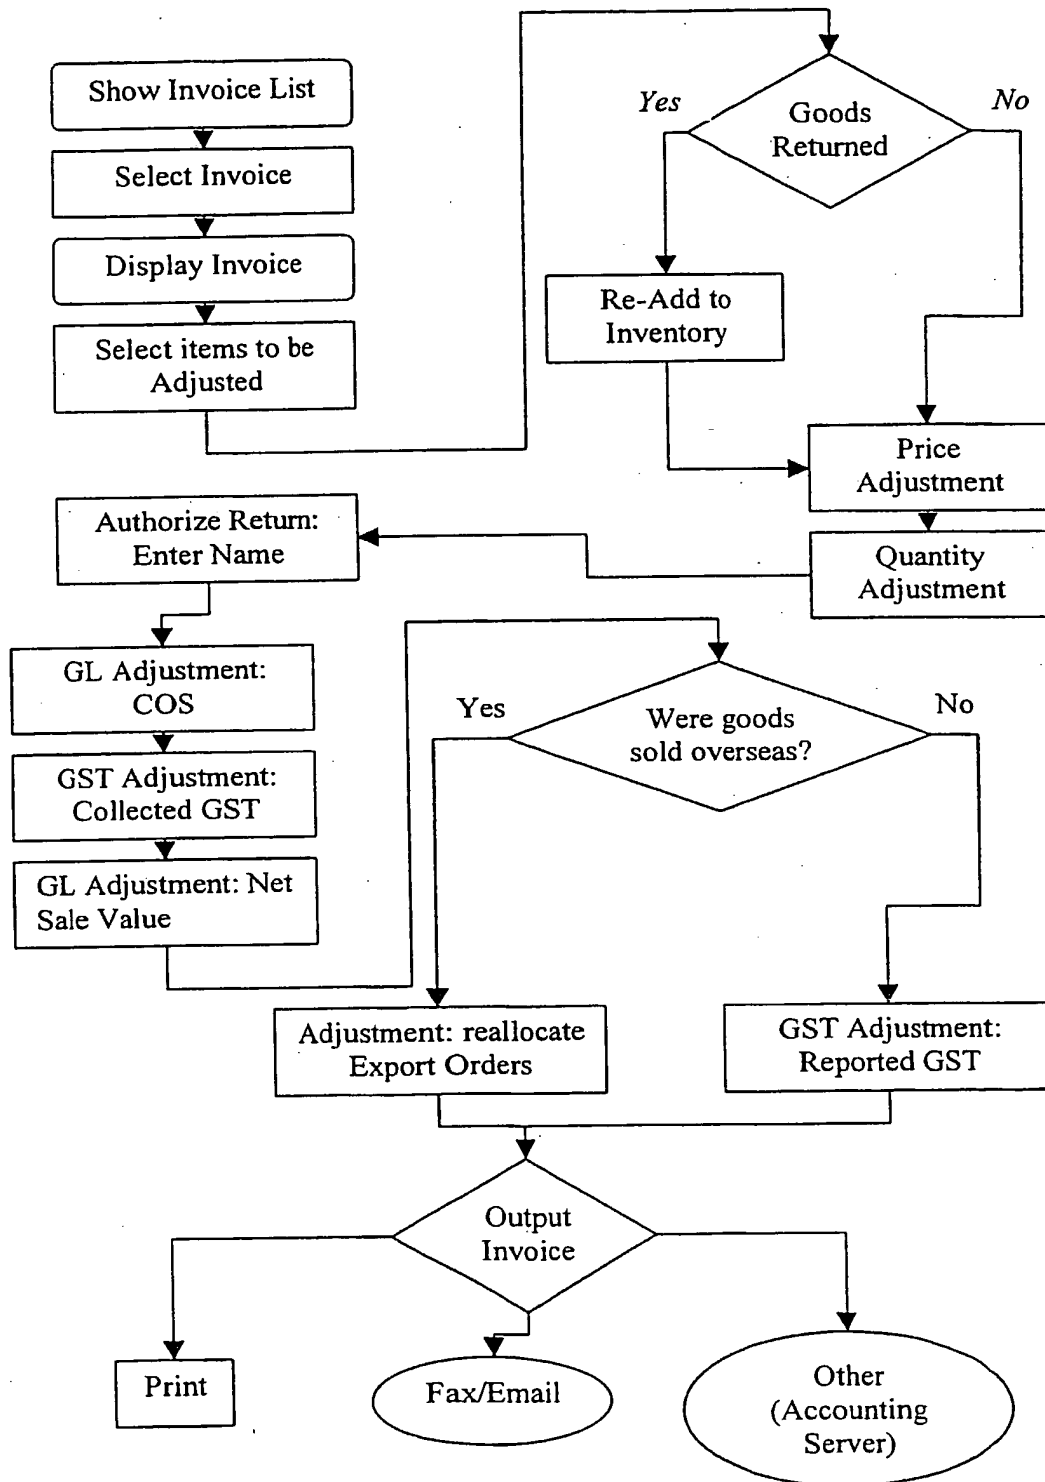 Show Invoice List
Select Invoice
Display Invoice
Select items to be
Adjusted
Yes
No
Goods
Returned
Re-Add to
Inventory
Price
Adjustment
Quantity
Adjustment
Authorize Return:
Enter Name
GL Adjustment:
COS
GST Adjustment:
Collected GST
GL Adjustment: Net
Sale Value
Yes
No
Were goods
sold overseas?
Adjustment: reallocate
Export Orders
GST Adjustment:
Reported GST
Output
Invoice
Print
Fax/Email
Other
(Accounting
Server)